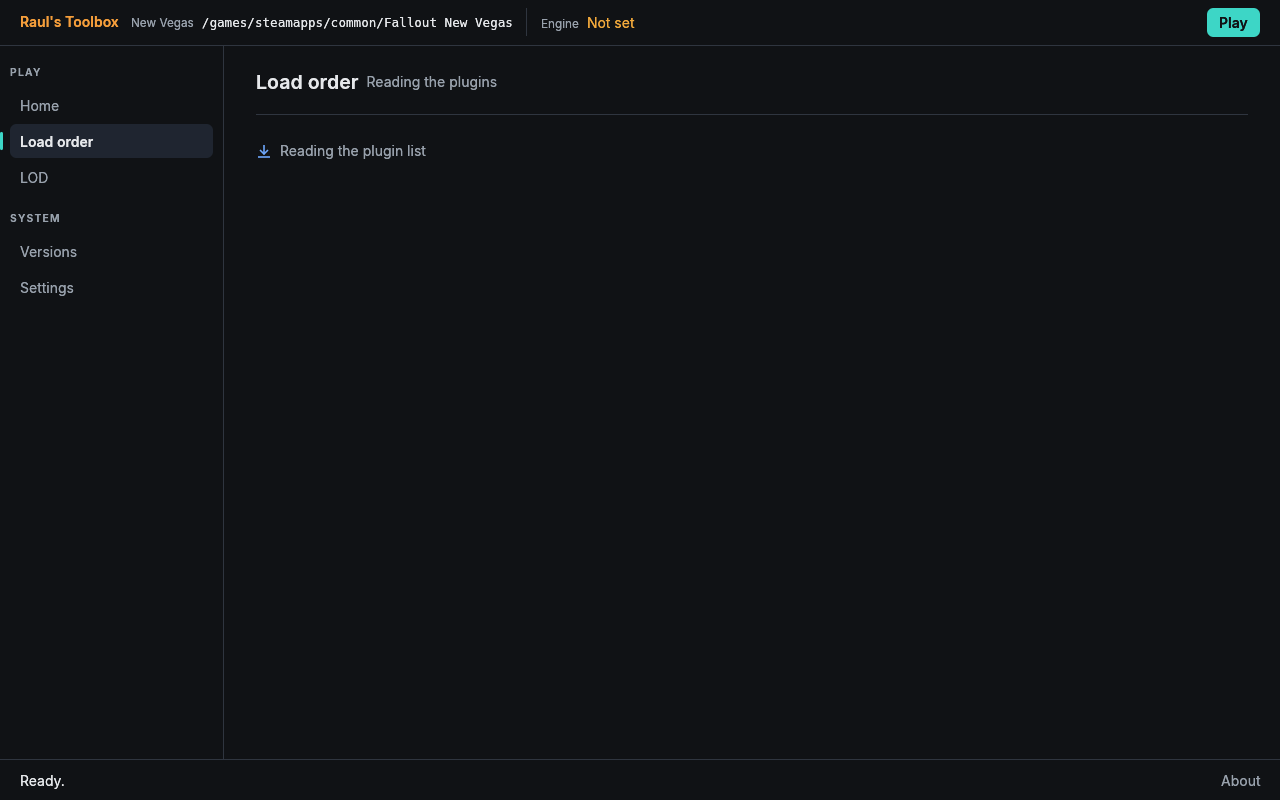 Raul's Toolbox New Vegas /games/steamapps/common/Fallout New Vegas Engine Not set Play
PLAY
Home
Load order
LOD
SYSTEM
Versions
Settings
Load order Reading the plugins
Reading the plugin list
Ready. About